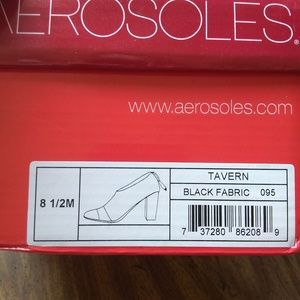 AEROSOLES®
www.aerosoles.com
8 1/2M
TAVERN
BLACK FABRIC 095
7 37280 86208 9